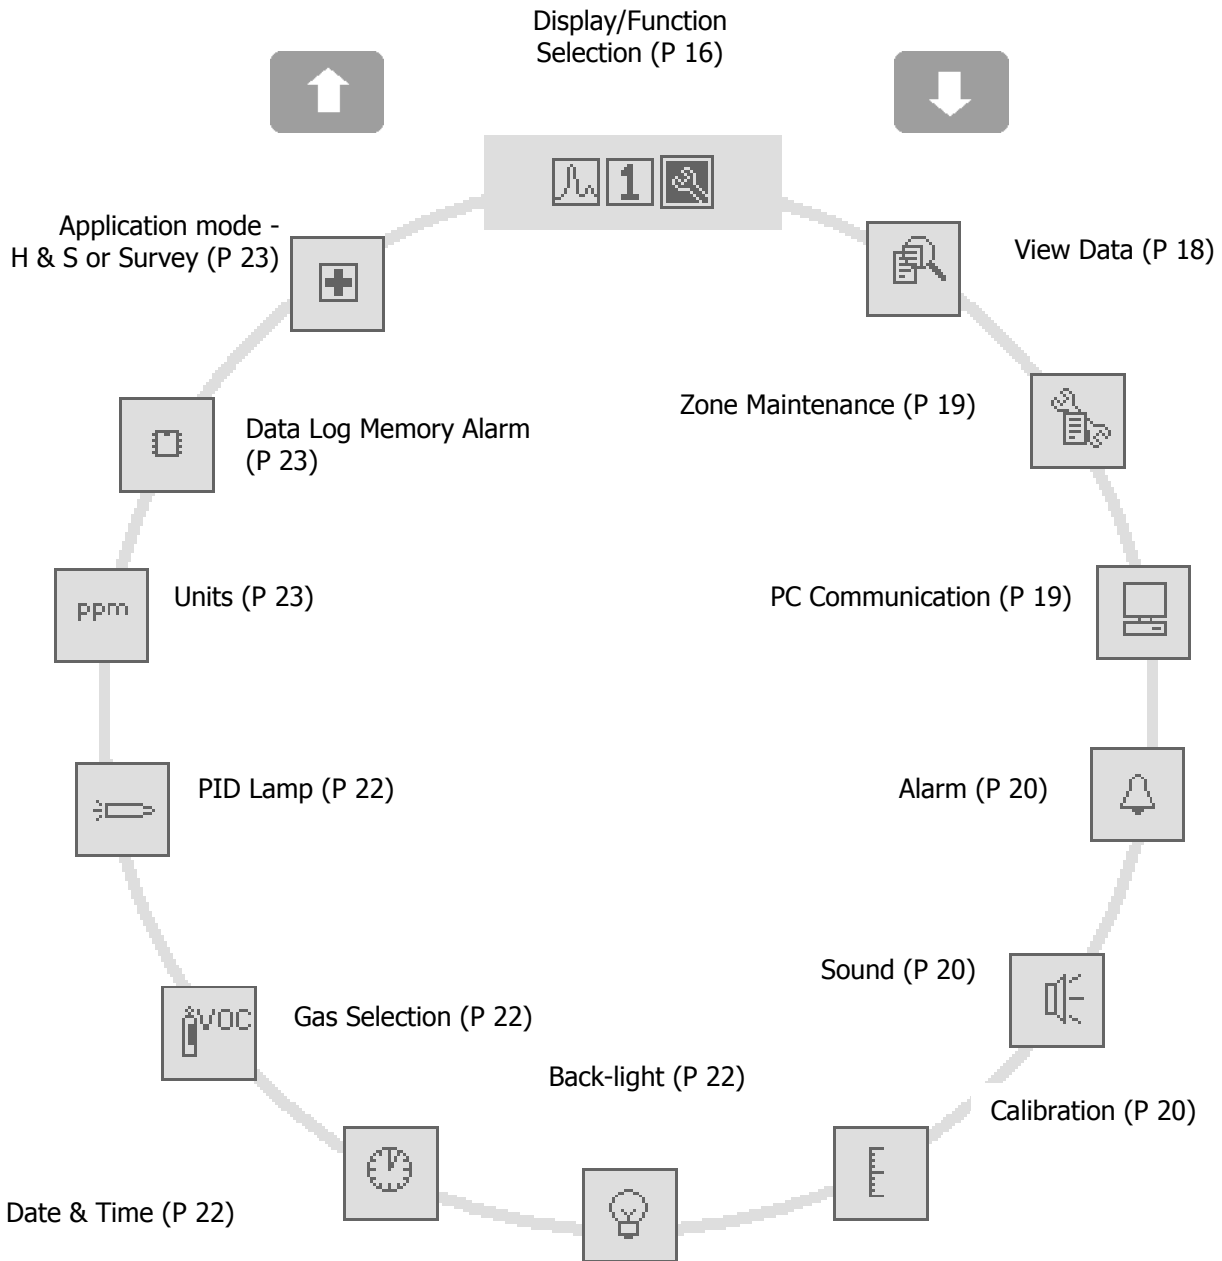 Display/Function
Selection (P 16)
1
Application mode -
H & S or Survey (P 23)
View Data (P 18)
Zone Maintenance (P 19)
Data Log Memory Alarm
(P 23)
ppm
Units (P 23)
PC Communication (P 19)
PID Lamp (P 22)
Alarm (P 20)
Sound (P 20)
VOC
Gas Selection (P 22)
Back-light (P 22)
Calibration (P 20)
Date & Time (P 22)